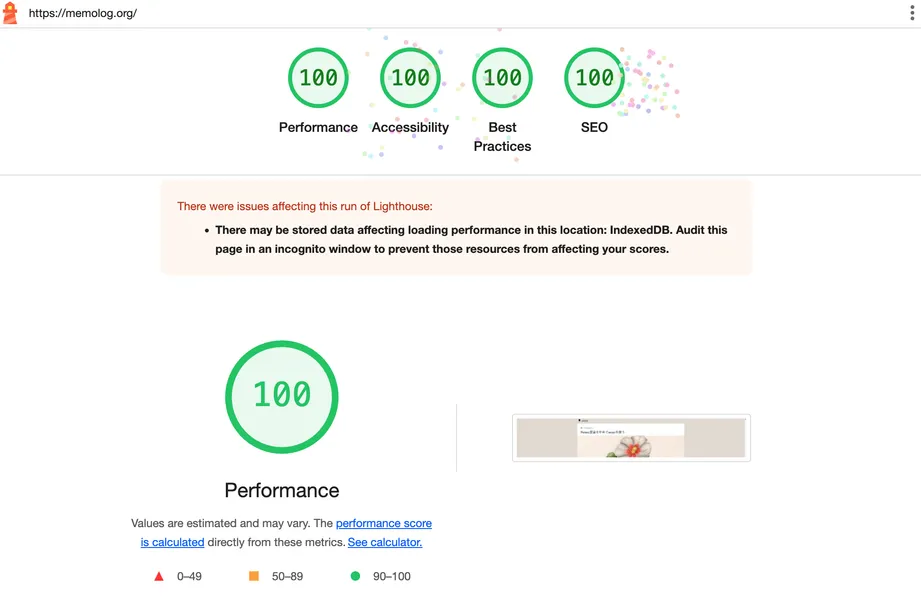 https://memolog.org/
100
100
100
100
Performance
Accessibility
Best
Practices
SEO
There were issues affecting this run of Lighthouse:
There may be stored data affecting loading performance in this location: IndexedDB. Audit this
page in an incognito window to prevent those resources from affecting your scores.
100
Performance
Values are estimated and may vary. The performance score
is calculated directly from these metrics. See calculator.
0–49
50–89
90–100